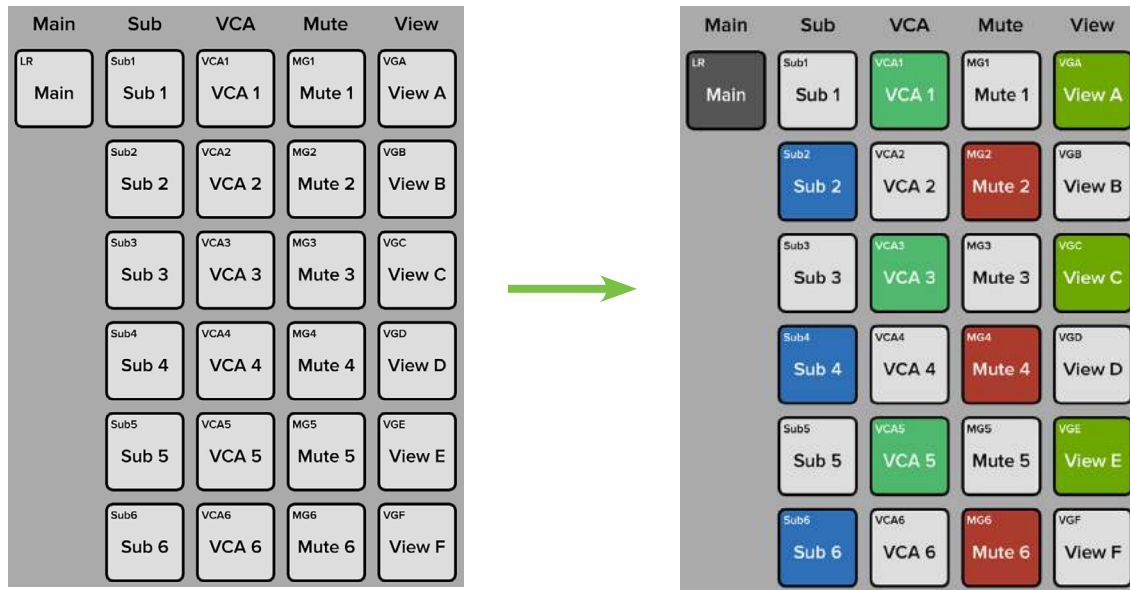 Main Sub VCA Mute View
LR Sub1 VCA1 MG1 VGA
Main Sub 1 VCA 1 Mute 1 View A
Sub2 VCA2 MG2 VGB
Sub 2 VCA 2 Mute 2 View B
Sub3 VCA3 MG3 VGC
Sub 3 VCA 3 Mute 3 View C
Sub4 VCA4 MG4 VGD
Sub 4 VCA 4 Mute 4 View D
Sub5 VCA5 MG5 VGE
Sub 5 VCA 5 Mute 5 View E
Sub6 VCA6 MG6 VGF
Sub 6 VCA 6 Mute 6 View F
Main Sub VCA Mute View
LR Sub1 VCA1 MG1 VGA
Main Sub 1 VCA 1 Mute 1 View A
Sub2 VCA2 MG2 VGB
Sub 2 VCA 2 Mute 2 View B
Sub3 VCA3 MG3 VGC
Sub 3 VCA 3 Mute 3 View C
Sub4 VCA4 MG4 VGD
Sub 4 VCA 4 Mute 4 View D
Sub5 VCA5 MG5 VGE
Sub 5 VCA 5 Mute 5 View E
Sub6 VCA6 MG6 VGF
Sub 6 VCA 6 Mute 6 View F